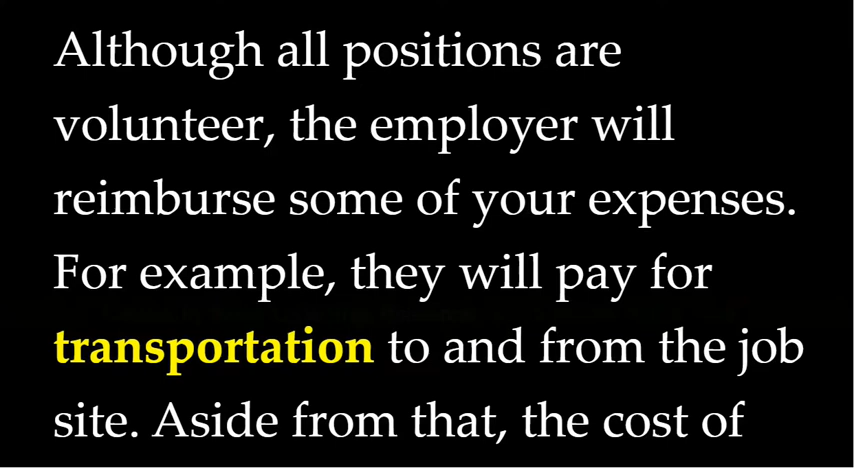 Although all positions are
volunteer, the employer will
reimburse some of your expenses.
For example, they will pay for
transportation to and from the job
site. Aside from that, the cost of